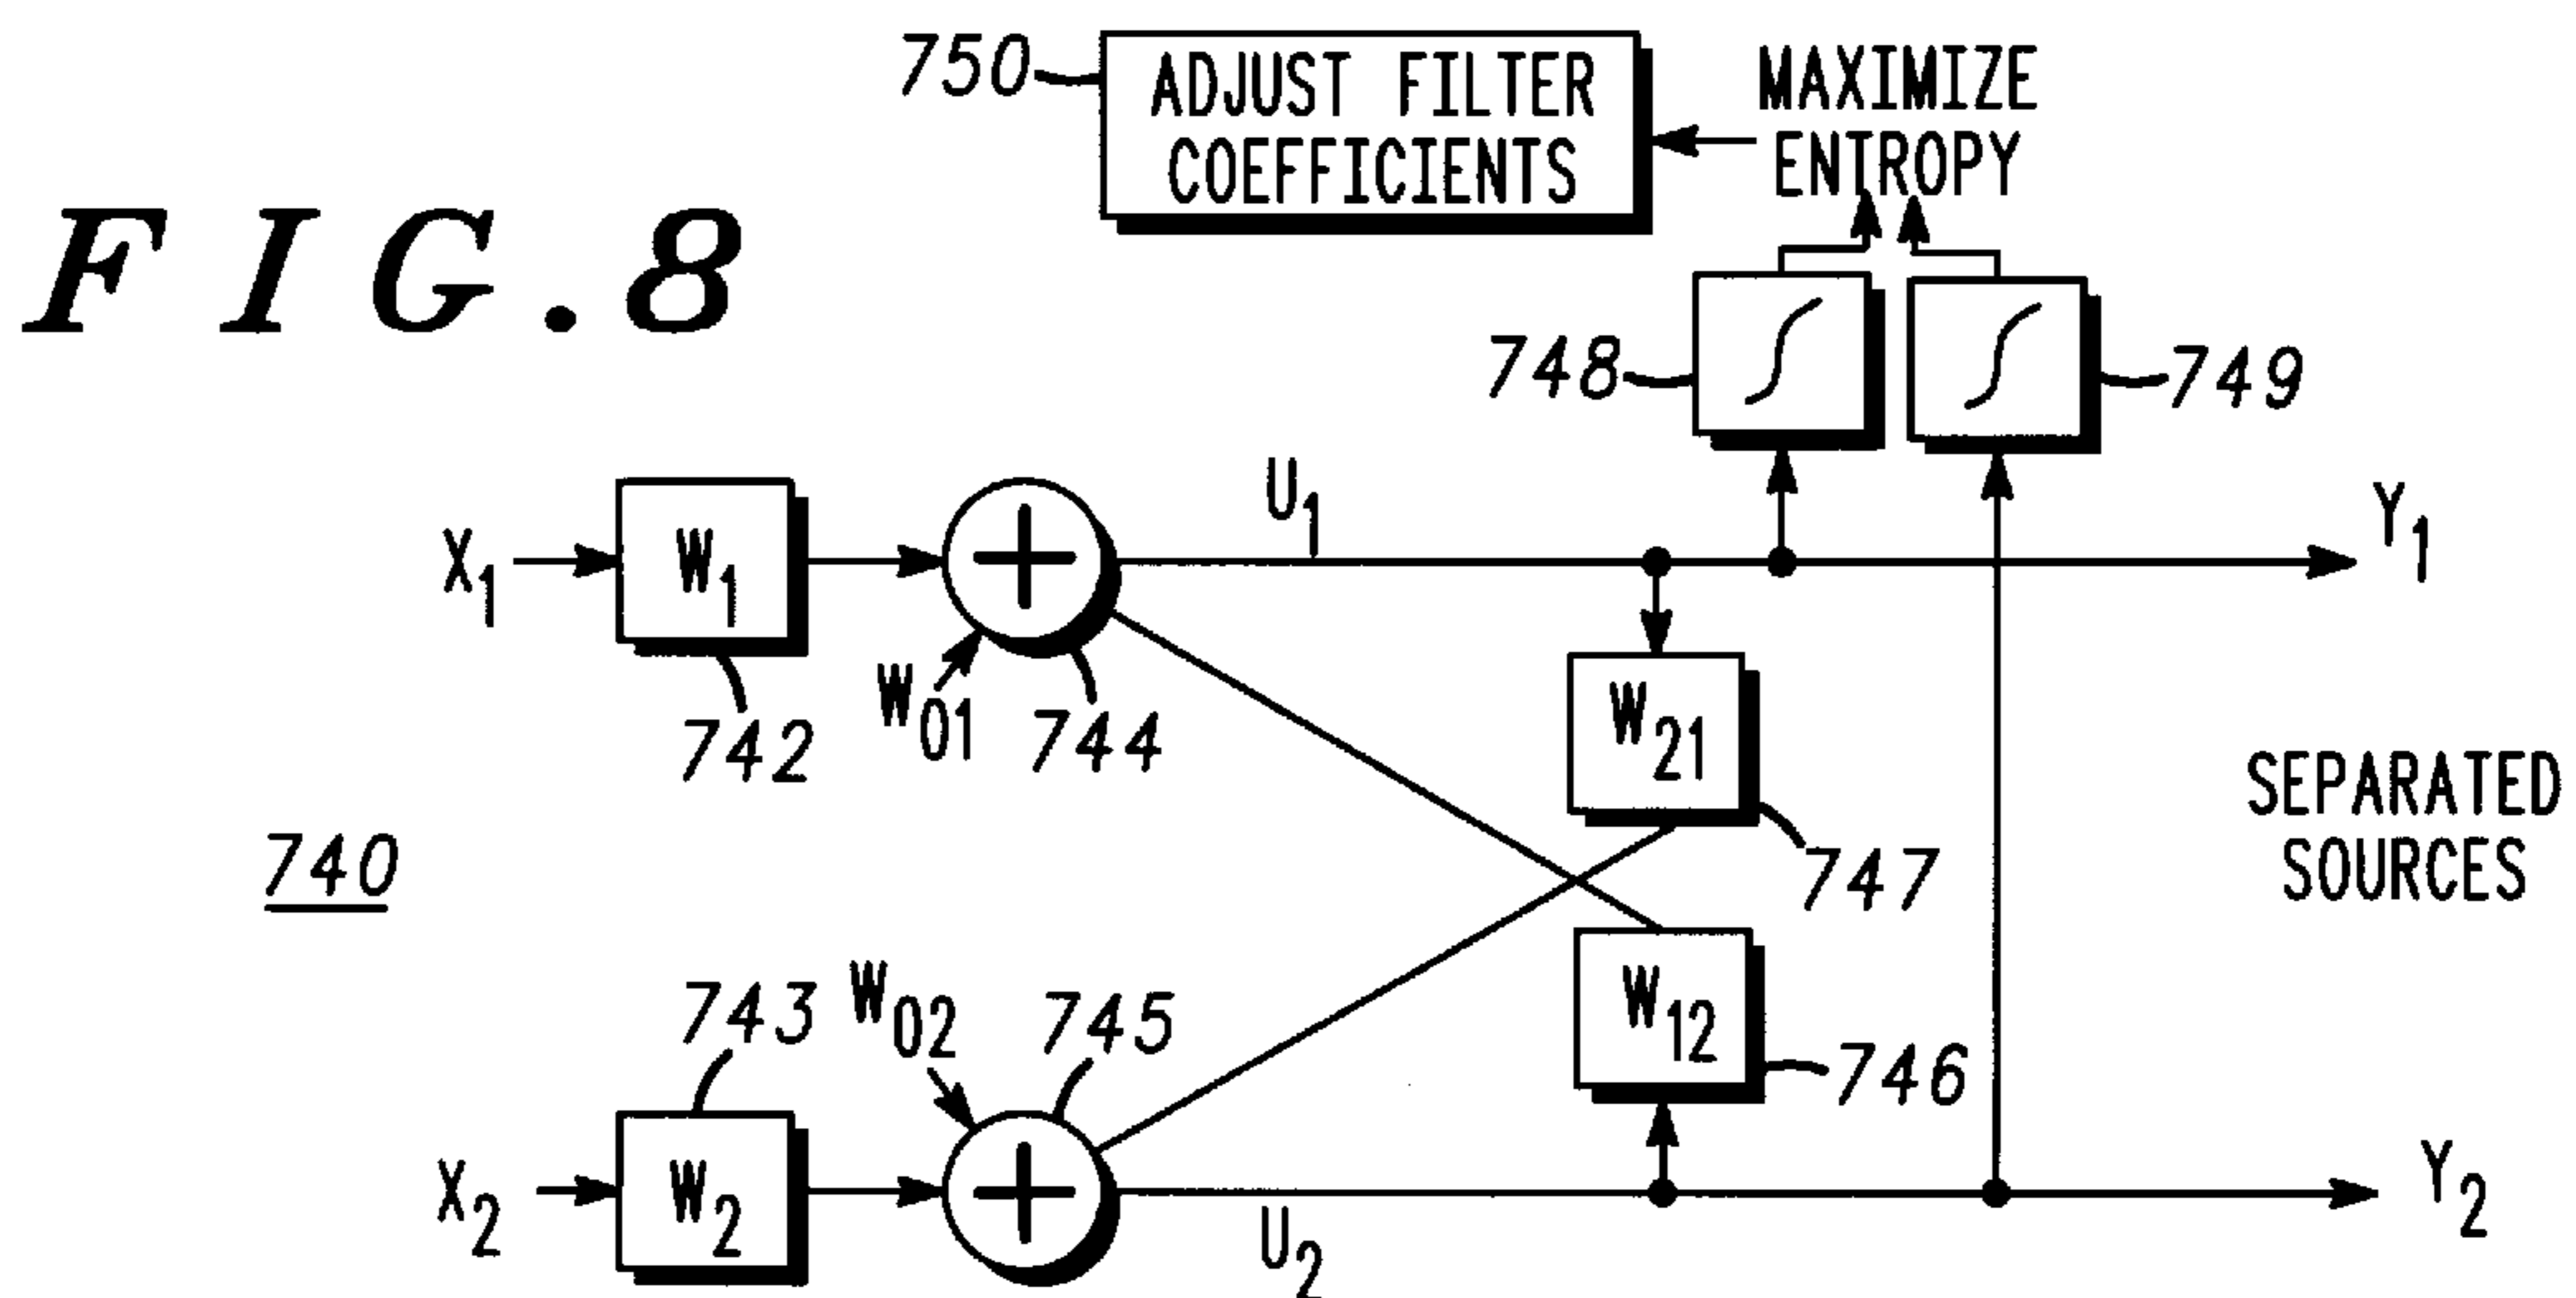 FIG.8
750
ADJUST FILTER
COEFFICIENTS
MAXIMIZE
ENTROPY
748
749
X1
W1
U1
Y1
W01
742
744
W21
747
740
SEPARATED
SOURCES
743
W02
745
W12
746
X2
W2
U2
Y2